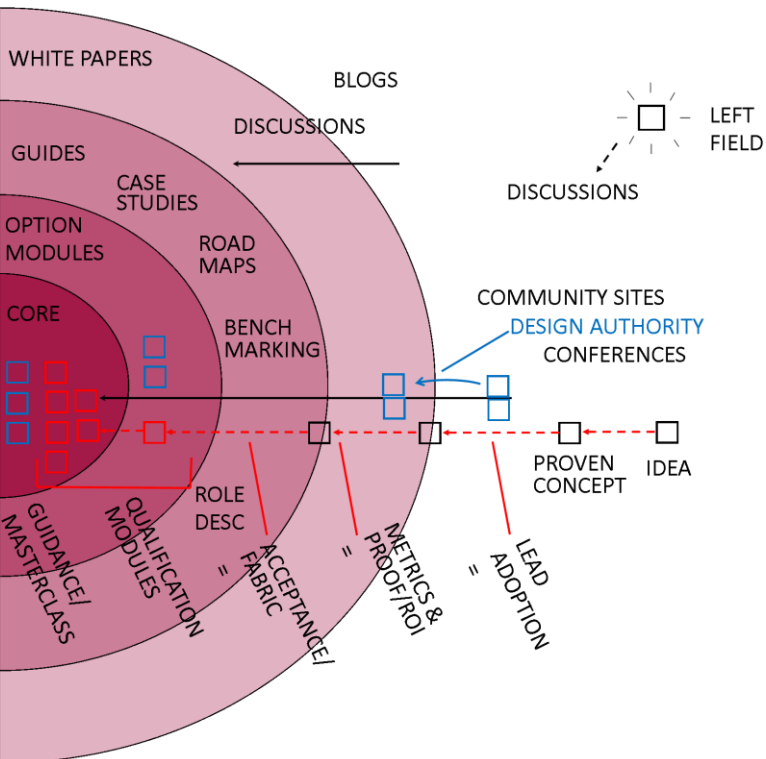 WHITE PAPERS
BLOGS
DISCUSSIONS
LEFT
FIELD
DISCUSSIONS
GUIDES
CASE
STUDIES
OPTION
MODULES
ROAD
MAPS
CORE
BENCH
MARKING
COMMUNITY SITES
DESIGN AUTHORITY
CONFERENCES
PROVEN
CONCEPT
IDEA
ROLE
DESC
GUIDANCE/
MASTERCLASS
QUALIFICATION
MODULES
=
ACCEPTANCE/
FABRIC
=
METRICS &
PROOF/ROI
=
LEAD
ADOPTION